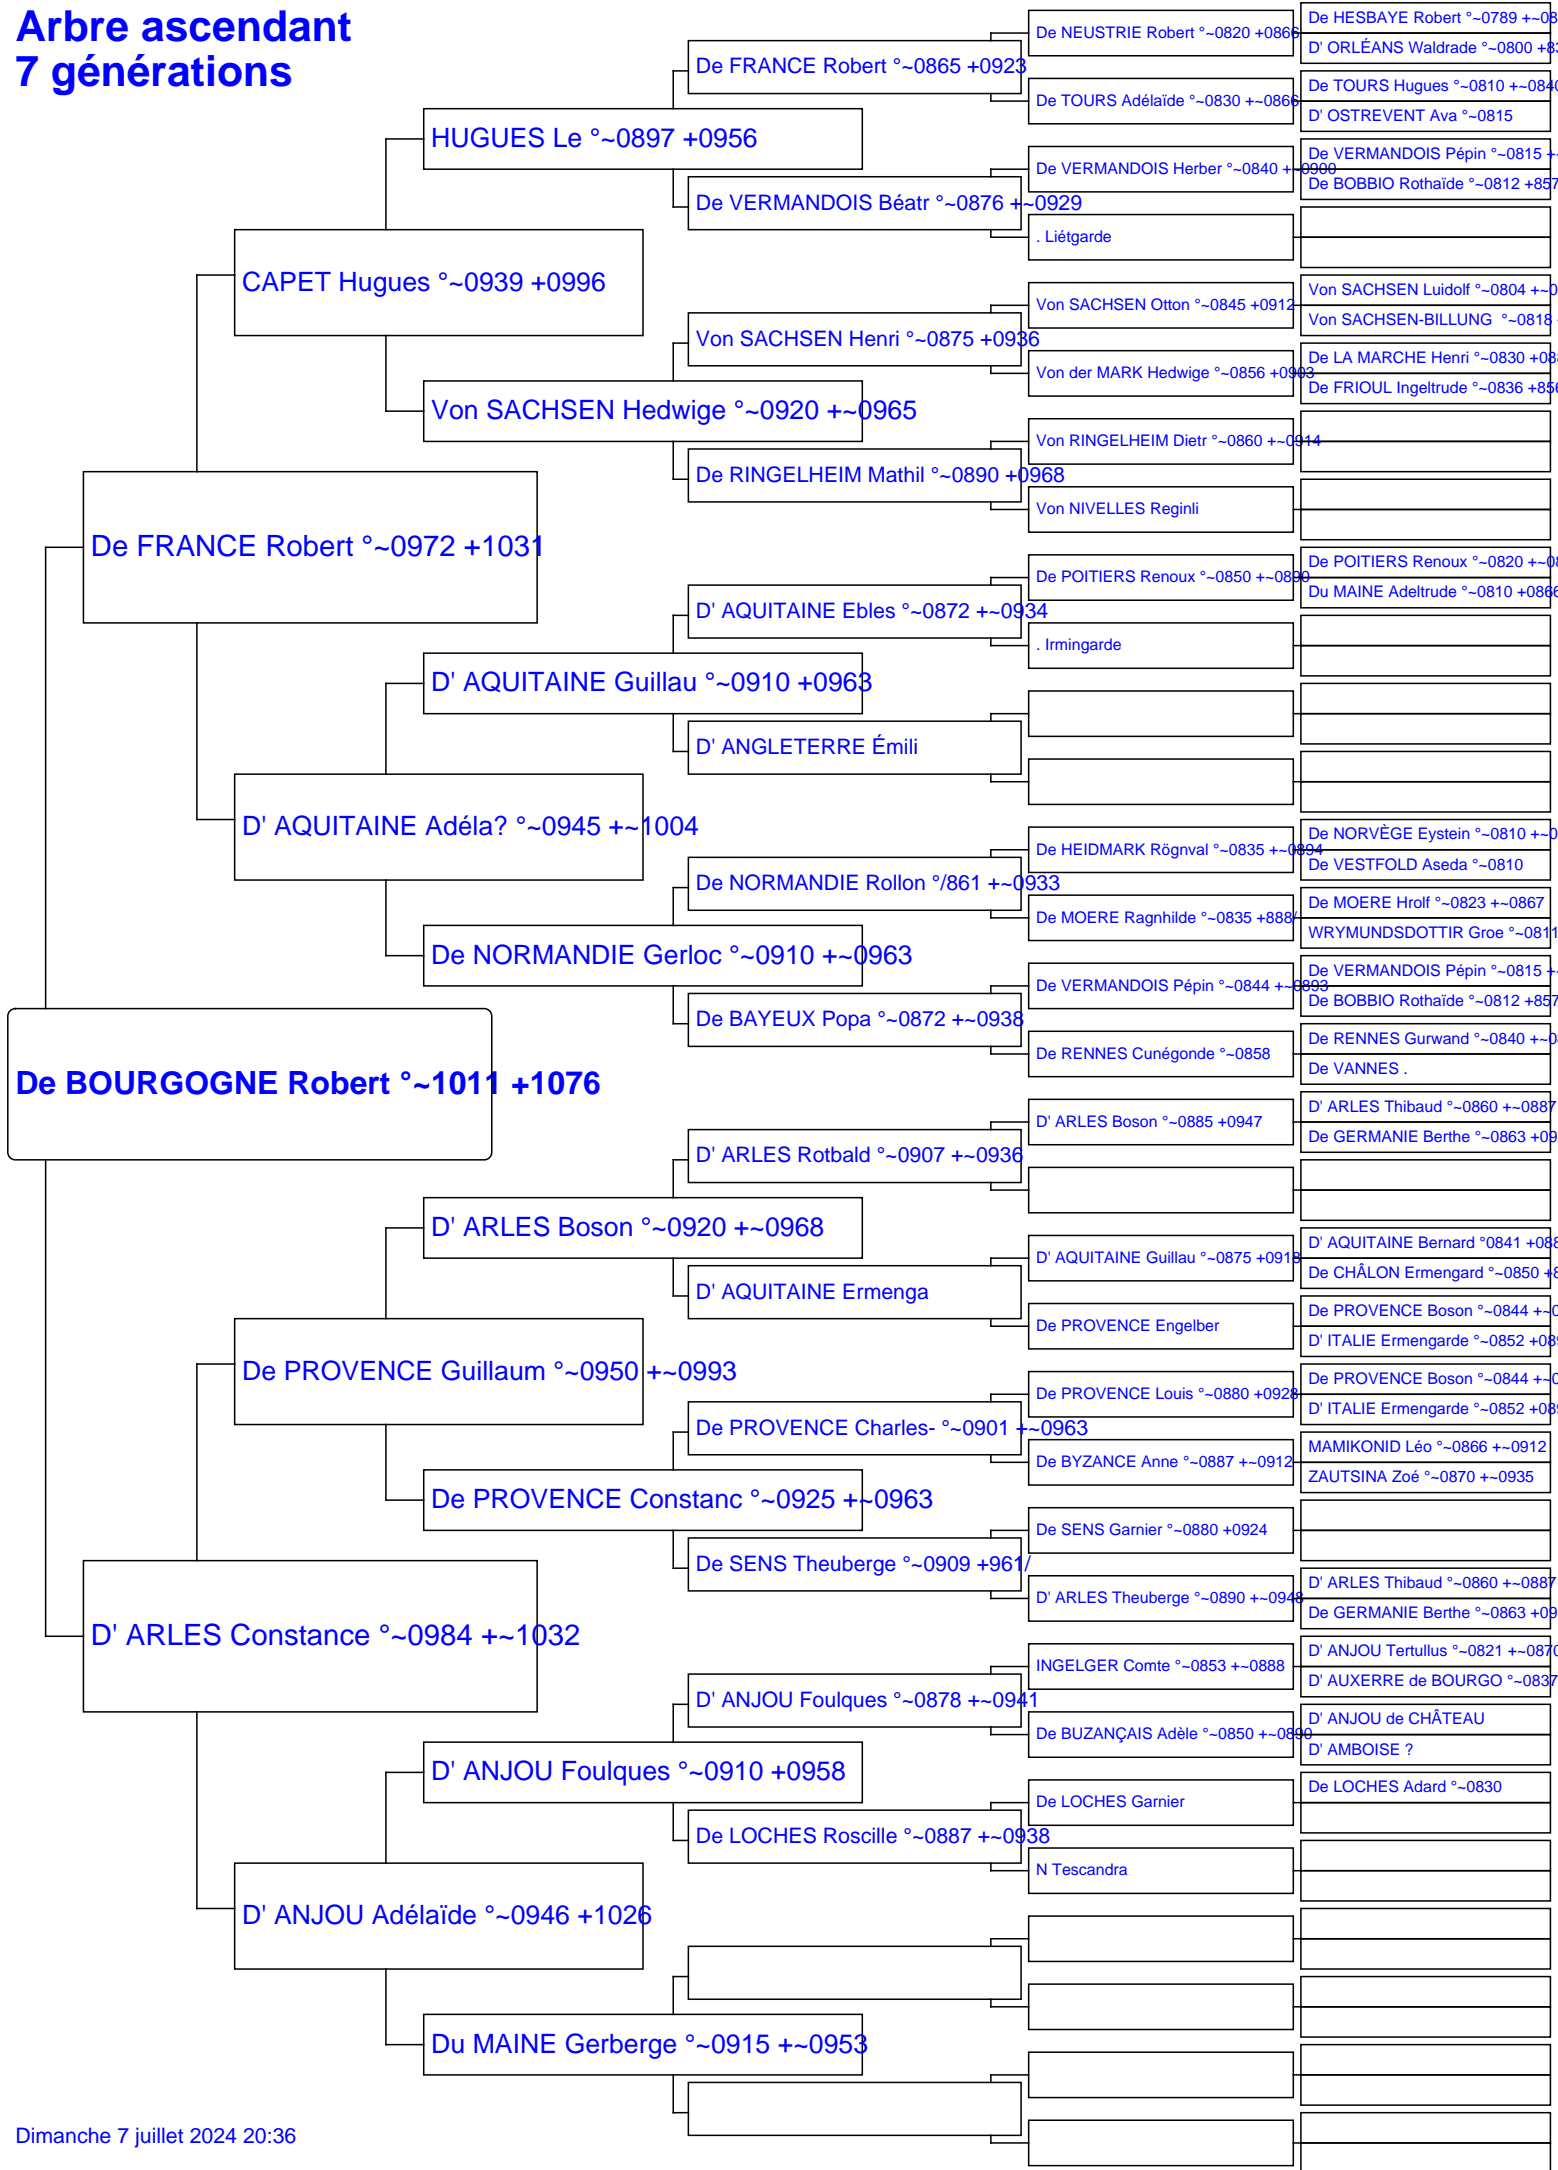 Arbre ascendant
7 générations
De BOURGOGNE Robert °~1011 +1076
De FRANCE Robert °~0972 +1031
D' ARLES Constance °~0984 +~1032
CAPET Hugues °~0939 +0996
D' AQUITAINE Adéla? °~0945 +~1004
De PROVENCE Guillaum °~0950 +~0993
D' ANJOU Adélaïde °~0946 +1026
HUGUES Le °~0897 +0956
Von SACHSEN Hedwige °~0920 +~0965
D' AQUITAINE Guillau °~0910 +0963
De NORMANDIE Gerloc °~0910 +~0963
D' ARLES Boson °~0920 +~0968
De PROVENCE Constanc °~0925 +~0963
D' ANJOU Foulques °~0910 +0958
Du MAINE Gerberge °~0915 +~0953
De FRANCE Robert °~0865 +0923
De VERMANDOIS Béatr °~0876 +~0929
Von SACHSEN Henri °~0875 +0936
De RINGELHEIM Mathil °~0890 +0968
D' AQUITAINE Ebles °~0872 +~0934
D' ANGLETERRE Émili
De NORMANDIE Rollon °/861 +~0933
De BAYEUX Popa °~0872 +~0938
D' ARLES Rotbald °~0907 +~0936
D' AQUITAINE Ermenga
De PROVENCE Charles- °~0901 +~0963
De SENS Theuberge °~0909 +961/
D' ANJOU Foulques °~0878 +~0941
De LOCHES Roscille °~0887 +~0938
De NEUSTRIE Robert °~0820 +0866
De TOURS Adélaïde °~0830 +~0866
De VERMANDOIS Herber °~0840 +~0900
. Liétgarde
Von SACHSEN Otton °~0845 +0912
Von der MARK Hedwige °~0856 +0903
Von RINGELHEIM Dietr °~0860 +~0914
Von NIVELLES Reginli
De POITIERS Renoux °~0850 +~0890
. Irmingarde
De HEIDMARK Rögnval °~0835 +~0894
De MOERE Ragnhilde °~0835 +888/
De VERMANDOIS Pépin °~0844 +~0893
De RENNES Cunégonde °~0858
D' ARLES Boson °~0885 +0947
D' AQUITAINE Guillau °~0875 +0918
De PROVENCE Engelber
De PROVENCE Louis °~0880 +0928
De BYZANCE Anne °~0887 +~0912
De SENS Garnier °~0880 +0924
D' ARLES Theuberge °~0890 +~0948
INGELGER Comte °~0853 +~0888
De BUZANÇAIS Adèle °~0850 +~0890
De LOCHES Garnier
N Tescandra
De HESBAYE Robert °~0789 +~08
D' ORLÉANS Waldrade °~0800 +83
De TOURS Hugues °~0810 +~0840
D' OSTREVENT Ava °~0815
De VERMANDOIS Pépin °~0815 +~
De BOBBIO Rothaïde °~0812 +857
Von SACHSEN Luidolf °~0804 +~0
Von SACHSEN-BILLUNG °~0818
De LA MARCHE Henri °~0830 +088
De FRIOUL Ingeltrude °~0836 +856
De POITIERS Renoux °~0820 +~08
Du MAINE Adeltrude °~0810 +0866
De NORVÈGE Eystein °~0810 +~0
De VESTFOLD Aseda °~0810
De MOERE Hrolf °~0823 +~0867
WRYMUNDSDOTTIR Groe °~0811
De VERMANDOIS Pépin °~0815 +~
De BOBBIO Rothaïde °~0812 +857
De RENNES Gurwand °~0840 +~0
De VANNES .
D' ARLES Thibaud °~0860 +~0887
De GERMANIE Berthe °~0863 +09
D' AQUITAINE Bernard °0841 +088
De CHÂLON Ermengard °~0850 +8
De PROVENCE Boson °~0844 +~0
D' ITALIE Ermengarde °~0852 +089
De PROVENCE Boson °~0844 +~0
D' ITALIE Ermengarde °~0852 +089
MAMIKONID Léo °~0866 +~0912
ZAUTSINA Zoé °~0870 +~0935
D' ARLES Thibaud °~0860 +~0887
De GERMANIE Berthe °~0863 +09
D' ANJOU Tertullus °~0821 +~0870
D' AUXERRE de BOURGO °~0837
D' ANJOU de CHÂTEAU
D' AMBOISE ?
De LOCHES Adard °~0830
Dimanche 7 juillet 2024 20:36